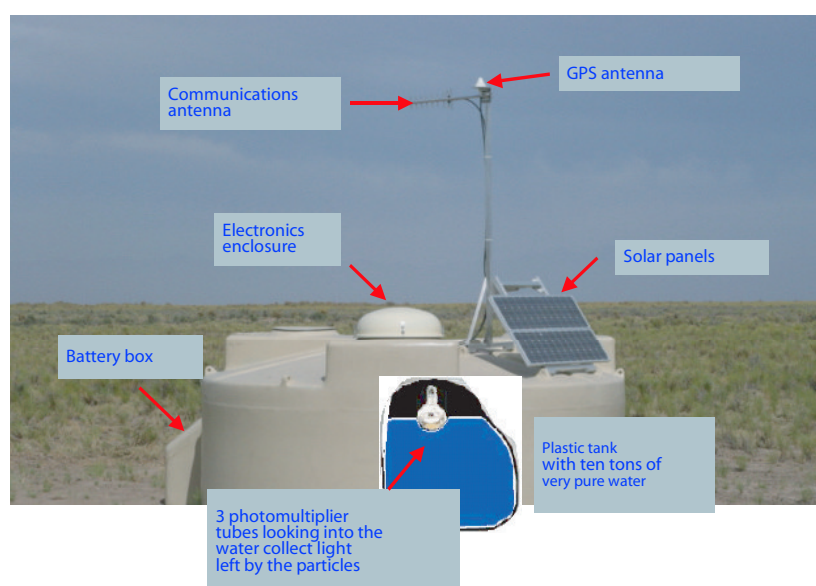 GPS antenna
Communications
antenna
Electronics
enclosure
Solar panels
Battery box
Plastic tank
with ten tons of
very pure water
3 photomultiplier
tubes looking into the
water collect light
left by the particles